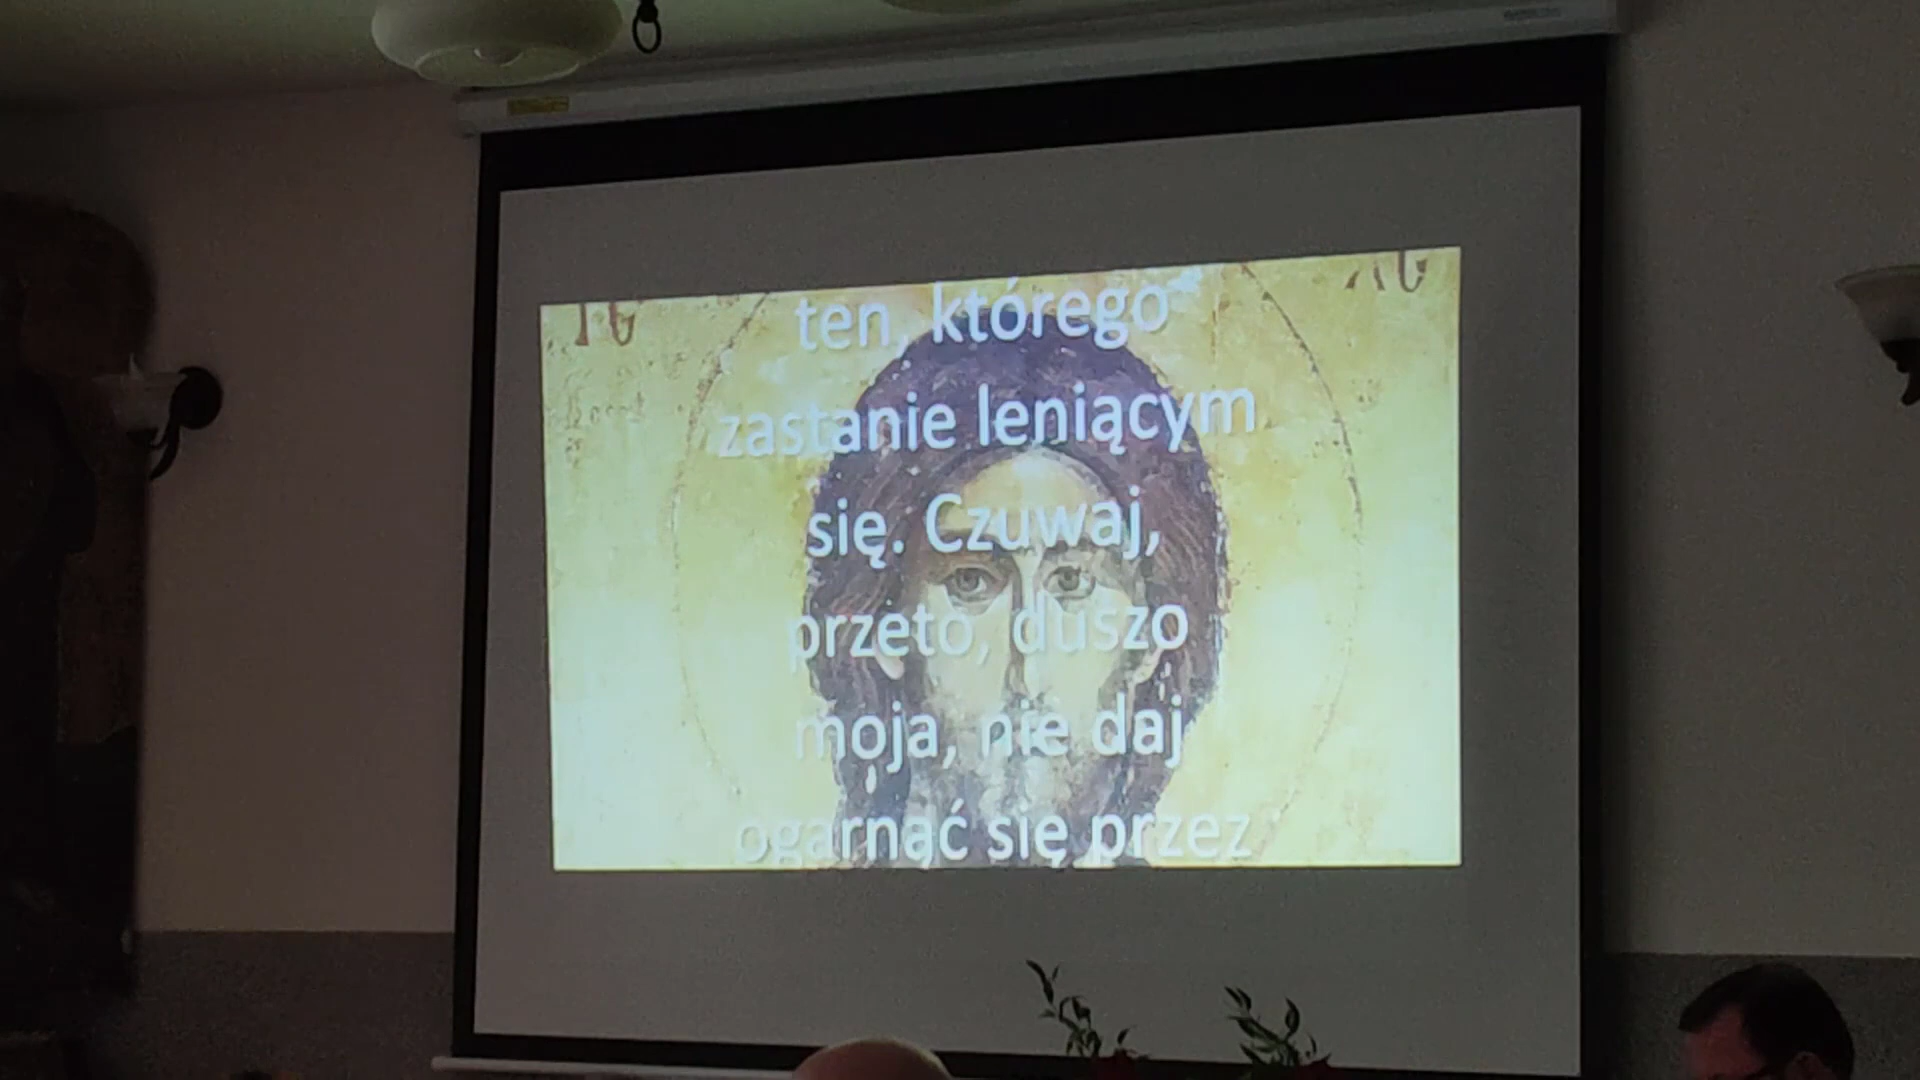 ten, którego
zastanie leniącym
się. Czuwaj,
przeto, duszo
moja, nie daj
ogarnąć się przez